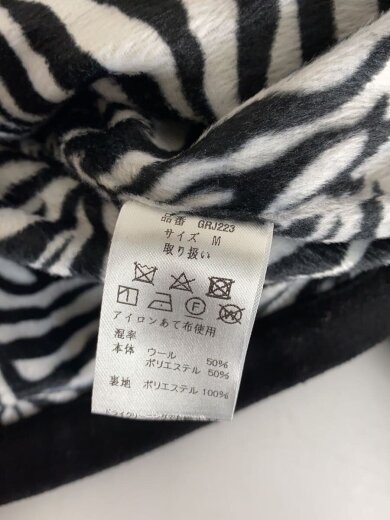 品番 GRJ223
サイズ M
取り扱い
アイロンあて布使用
混率
本体 ウール 50%
ポリエステル 50%
裏地 ポリエステル 100%